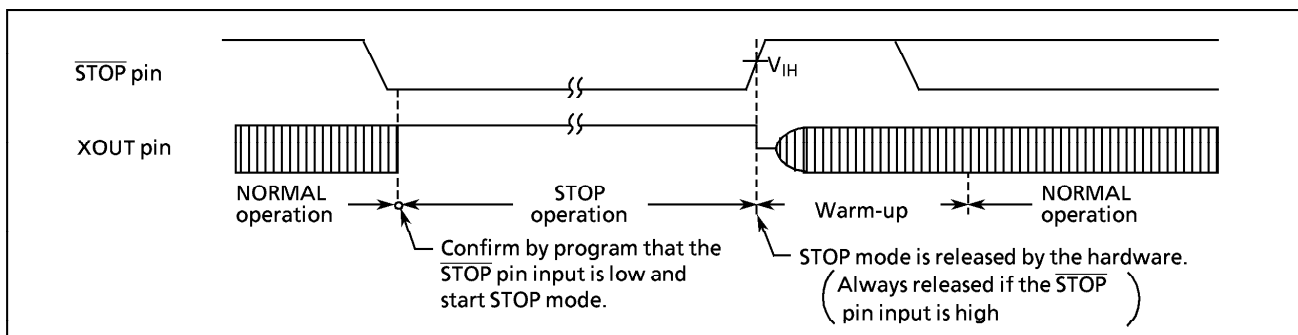 STOP pin
VIH
XOUT pin
NORMAL
operation
STOP
operation
Warm-up
NORMAL
operation
Confirm by program that the
STOP pin input is low and
start STOP mode.
STOP mode is released by the hardware.
( Always released if the STOP
pin input is high )